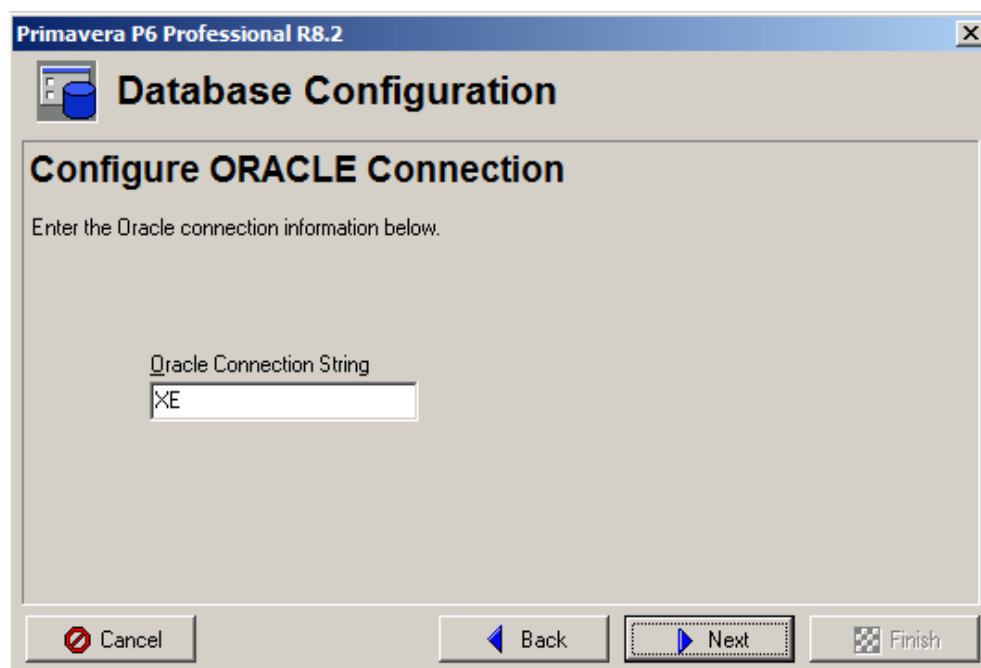 Primavera P6 Professional R8.2
Database Configuration
Configure ORACLE Connection
Enter the Oracle connection information below.
Oracle Connection String
XE
Cancel
Back
Next
Finish